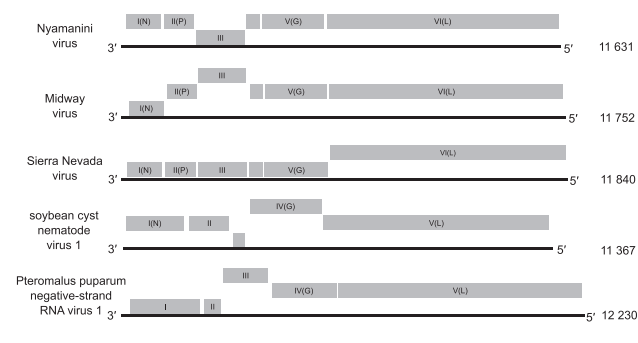 I(N) II(P) V(G) VI(L)
Nyamanini
virus
III
3′ 5′ 11 631
III
Midway
virus
II(P) V(G) VI(L)
I(N)
3′ 5′ 11 752
VI(L)
Sierra Nevada
virus
I(N) II(P) III V(G)
3′ 5′ 11 840
IV(G)
soybean cyst
nematode
virus 1
I(N) II V(L)
3′ 5′ 11 367
III
Pteromalus puparum
negative-strand
RNA virus 1
IV(G) V(L)
I II
3′ 5′ 12 230